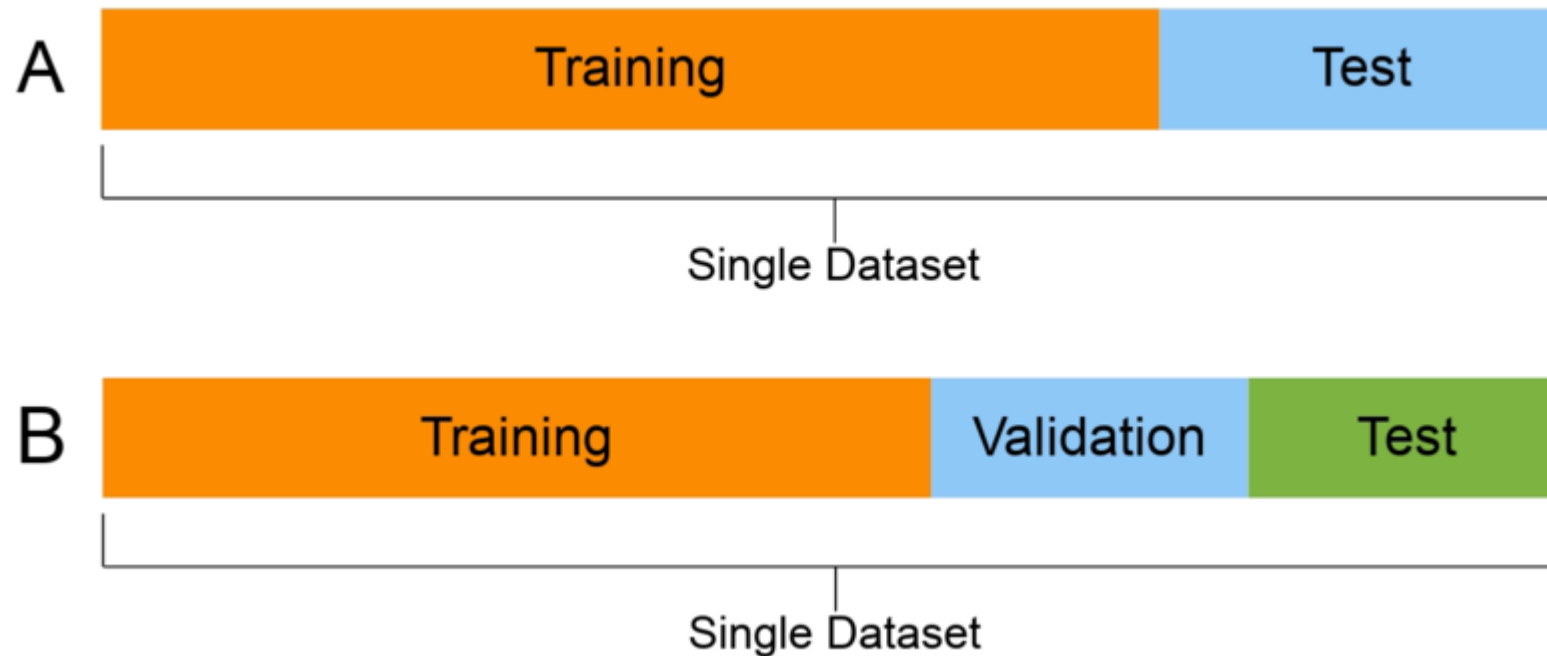 A
Training Test
Single Dataset
B
Training Validation Test
Single Dataset